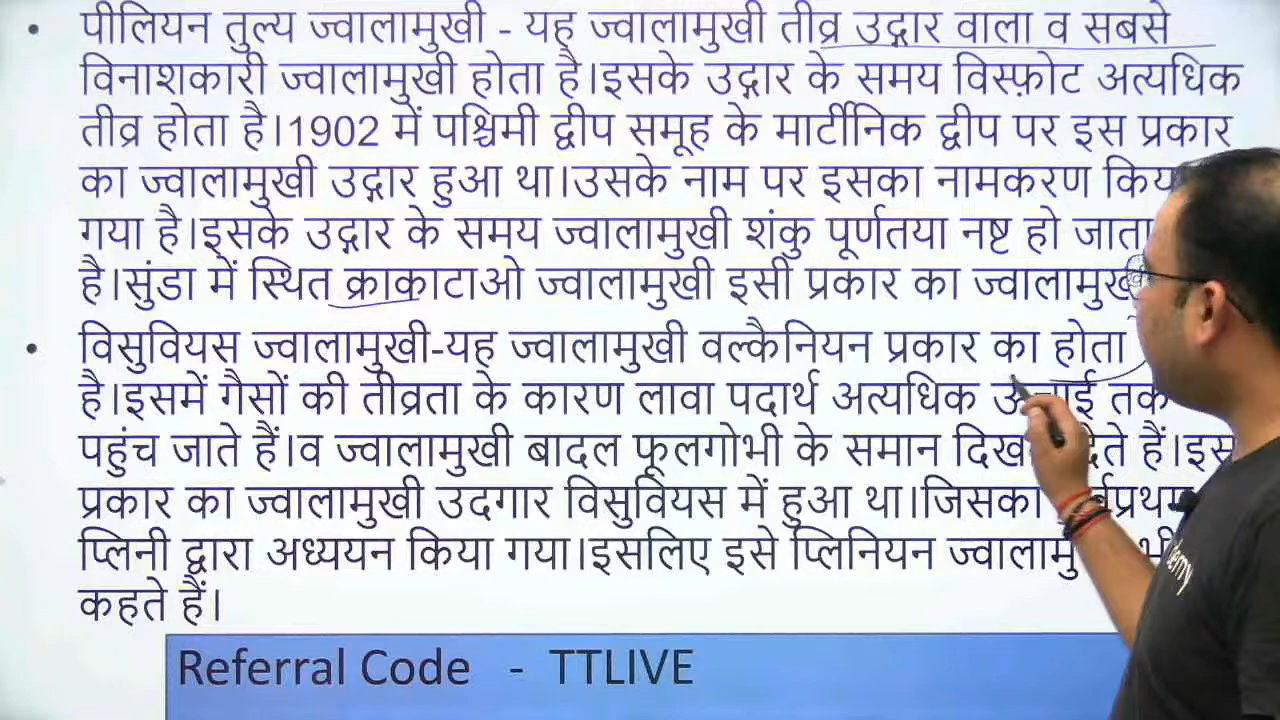 • पीलियन तुल्य ज्वालामुखी - यह ज्वालामुखी तीव्र उद्गार वाला व सबसे
विनाशकारी ज्वालामुखी होता है।इसके उद्गार के समय विस्फ़ोट अत्यधिक
तीव्र होता है।1902 में पश्चिमी द्वीप समूह के मार्टीनिक द्वीप पर इस प्रकार
का ज्वालामुखी उद्गार हुआ था।उसके नाम पर इसका नामकरण
गया है।इसके उद्गार के समय ज्वालामुखी शंकु पूर्णतया नष्ट हो जाता
है।सुंडा में स्थित क्राकाटाओ ज्वालामुखी इसी प्रकार का
• विसुवियस ज्वालामुखी-यह ज्वालामुखी वल्कैनियन प्रकार का होता
है।इसमें गैसों की तीव्रता के कारण लावा पदार्थ अत्यधिक तक
पहुंच जाते हैं।व ज्वालामुखी बादल फूलगोभी के समान देते हैं।इस
प्रकार का ज्वालामुखी उदगार विसुवियस में हुआ था।जिसका
प्लिनी द्वारा अध्ययन किया गया।इसलिए इसे प्लिनियन
कहते हैं।
Referral Code - TTLIVE